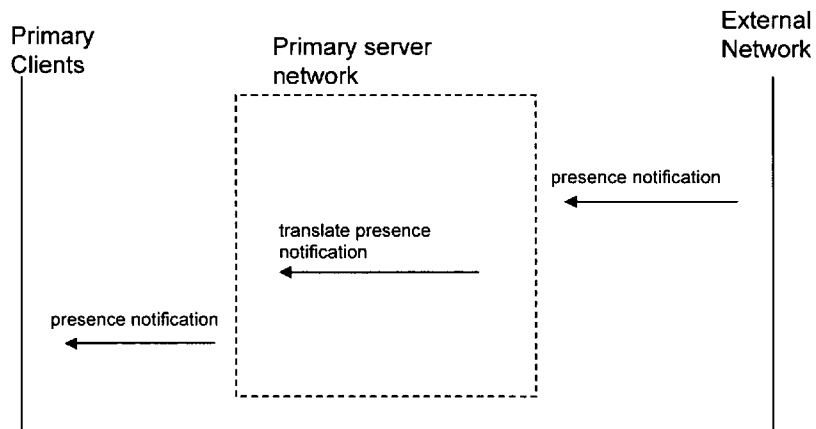 Primary
Clients
Primary server
network
External
Network
presence notification
translate presence
notification
presence notification